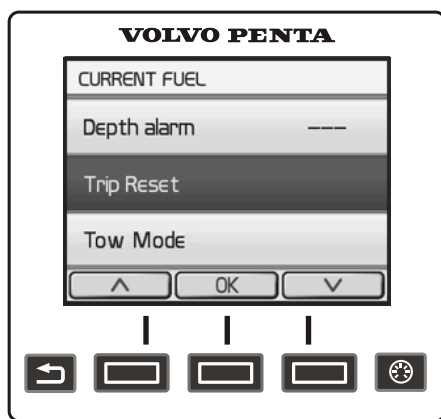 VOLVO PENTA
CURRENT FUEL
Depth alarm ---
Trip Reset
Tow Mode
OK